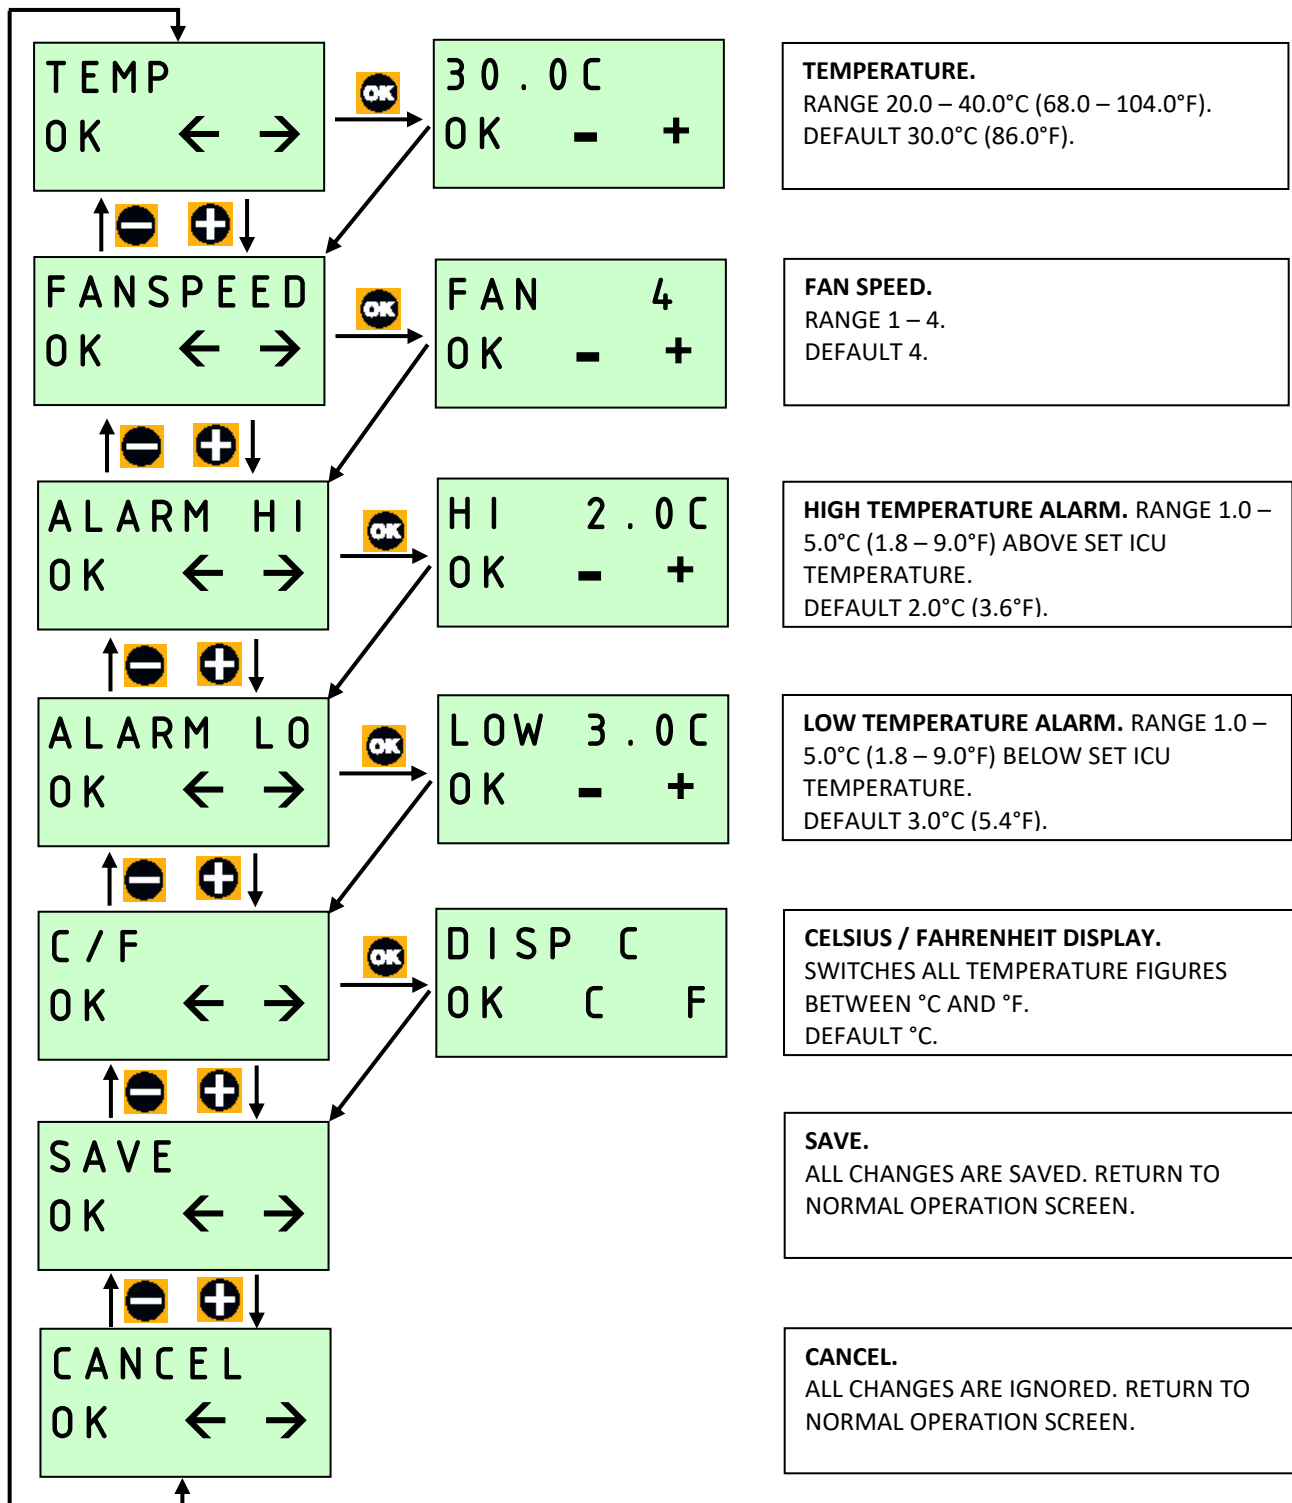 TEMP
OK ← →
OK
30.0C
OK - +
TEMPERATURE.
RANGE 20.0 – 40.0°C (68.0 – 104.0°F).
DEFAULT 30.0°C (86.0°F).
FANSPEED
OK ← →
OK
FAN 4
OK - +
FAN SPEED.
RANGE 1 – 4.
DEFAULT 4.
ALARM HI
OK ← →
OK
HI 2.0C
OK - +
HIGH TEMPERATURE ALARM. RANGE 1.0 –
5.0°C (1.8 – 9.0°F) ABOVE SET ICU
TEMPERATURE.
DEFAULT 2.0°C (3.6°F).
ALARM LO
OK ← →
OK
LOW 3.0C
OK - +
LOW TEMPERATURE ALARM. RANGE 1.0 –
5.0°C (1.8 – 9.0°F) BELOW SET ICU
TEMPERATURE.
DEFAULT 3.0°C (5.4°F).
C/F
OK ← →
OK
DISP C
OK C F
CELSIUS / FAHRENHEIT DISPLAY.
SWITCHES ALL TEMPERATURE FIGURES
BETWEEN °C AND °F.
DEFAULT °C.
SAVE
OK ← →
SAVE.
ALL CHANGES ARE SAVED. RETURN TO
NORMAL OPERATION SCREEN.
CANCEL
OK ← →
CANCEL.
ALL CHANGES ARE IGNORED. RETURN TO
NORMAL OPERATION SCREEN.